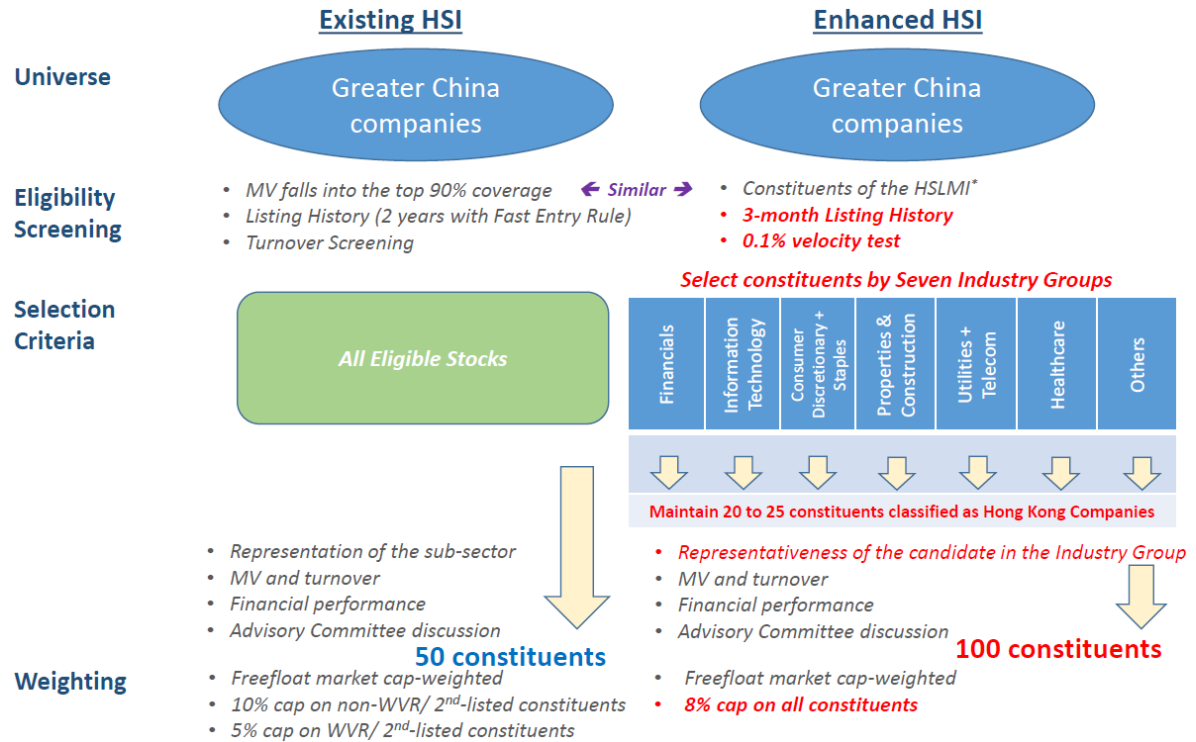 Existing HSI
Enhanced HSI
Universe
Greater China
companies
Greater China
companies
Eligibility
Screening
• MV falls into the top 90% coverage
• Listing History (2 years with Fast Entry Rule)
• Turnover Screening
← Similar →
• Constituents of the HSLMI*
• 3-month Listing History
• 0.1% velocity test
Selection
Criteria
All Eligible Stocks
Select constituents by Seven Industry Groups
Financials
Information
Technology
Consumer
Discretionary +
Staples
Properties &
Construction
Utilities +
Telecom
Healthcare
Others
Maintain 20 to 25 constituents classified as Hong Kong Companies
• Representation of the sub-sector
• MV and turnover
• Financial performance
• Advisory Committee discussion
50 constituents
• Representativeness of the candidate in the Industry Group
• MV and turnover
• Financial performance
• Advisory Committee discussion
100 constituents
Weighting
• Freefloat market cap-weighted
• 10% cap on non-WVR/ 2nd-listed constituents
• 5% cap on WVR/ 2nd-listed constituents
• Freefloat market cap-weighted
• 8% cap on all constituents